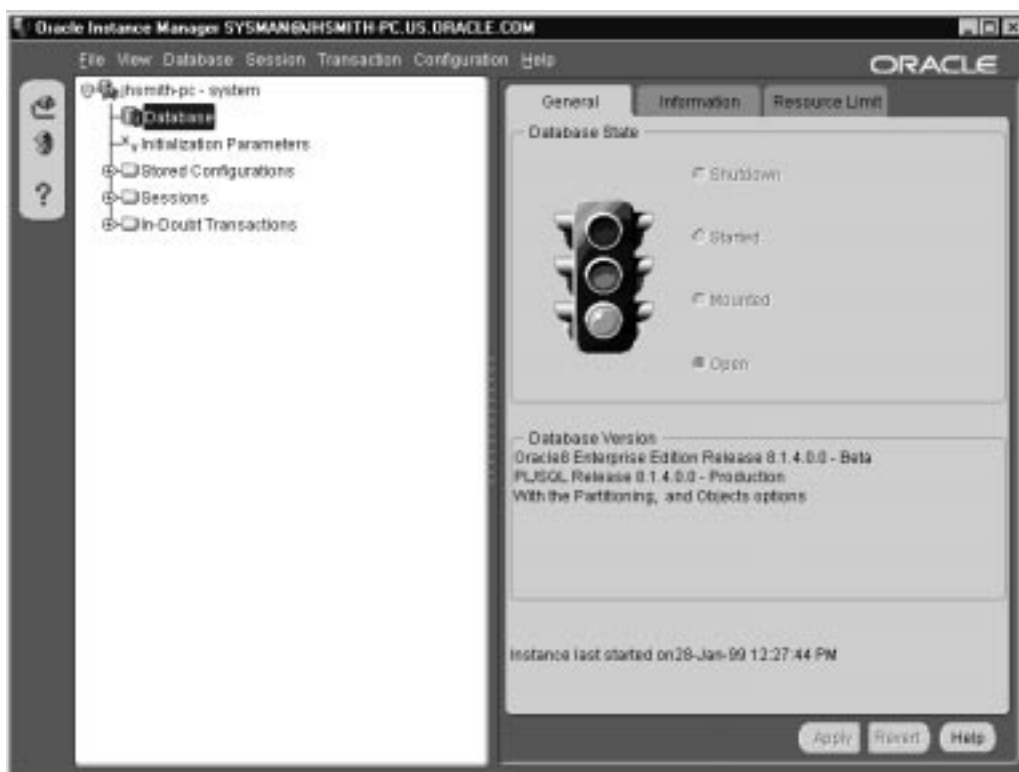 Oracle Instance Manager SYSMAN@JHSMITH-PC.US.ORACLE.COM
File View Database Session Transaction Configuration Help
ORACLE
jhsmith-pc - system
Database
Initialization Parameters
Stored Configurations
Sessions
In-Doubt Transactions
?
General Information Resource Limit
Database State
Shutdown
Started
Mounted
Open
Database Version
Oracle8 Enterprise Edition Release 8.1.4.0.0 - Beta
PL/SQL Release 8.1.4.0.0 - Production
With the Partitioning, and Objects options
Instance last started on28-Jan-99 12:27:44 PM
Apply Revert Help